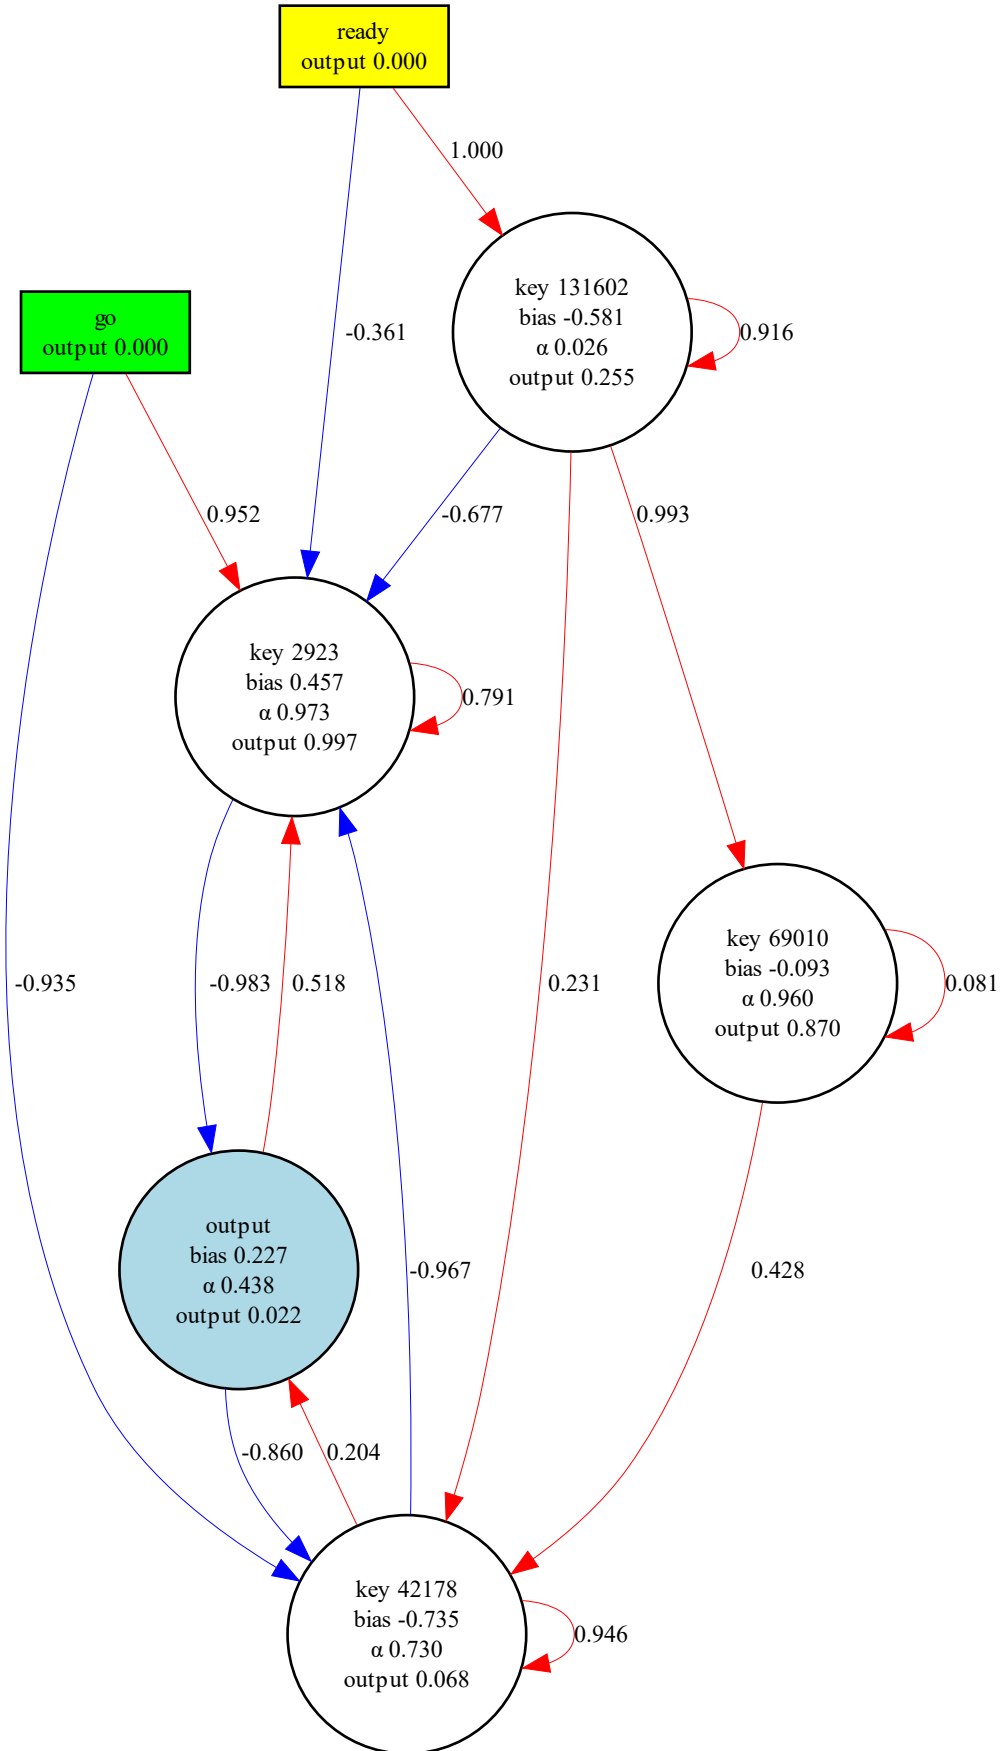 ready
output 0.000
1.000
key 131602
bias -0.581
α 0.026
output 0.255
0.916
go
output 0.000
-0.361
0.952
-0.677
0.993
key 2923
bias 0.457
α 0.973
output 0.997
0.791
key 69010
bias -0.093
α 0.960
output 0.870
0.081
-0.935
-0.983
0.518
0.231
output
bias 0.227
α 0.438
output 0.022
-0.967
0.428
-0.860
0.204
key 42178
bias -0.735
α 0.730
output 0.068
0.946